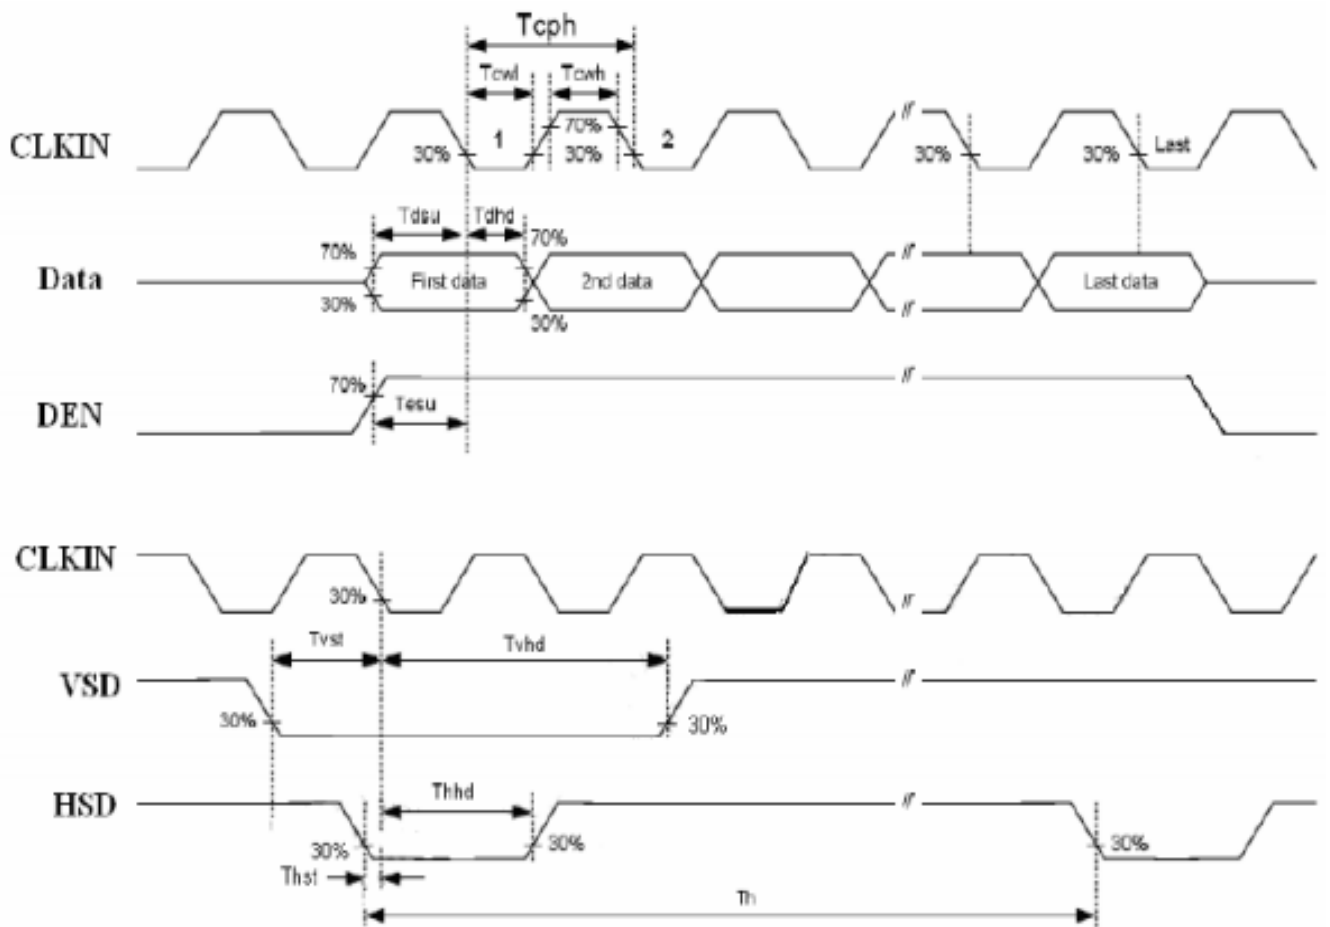 Tcph
Tcwl Tcwh
CLKIN 30% 1 70% 30% 2 30% 30% Last
Tdsu Tdhd
70% 70%
Data First data 2nd data Last data
30% 30%
70%
DEN Tesu
CLKIN
30%
Tvst Tvhd
VSD
30% 30%
HSD Thhd
30% 30% 30%
Thst
Th